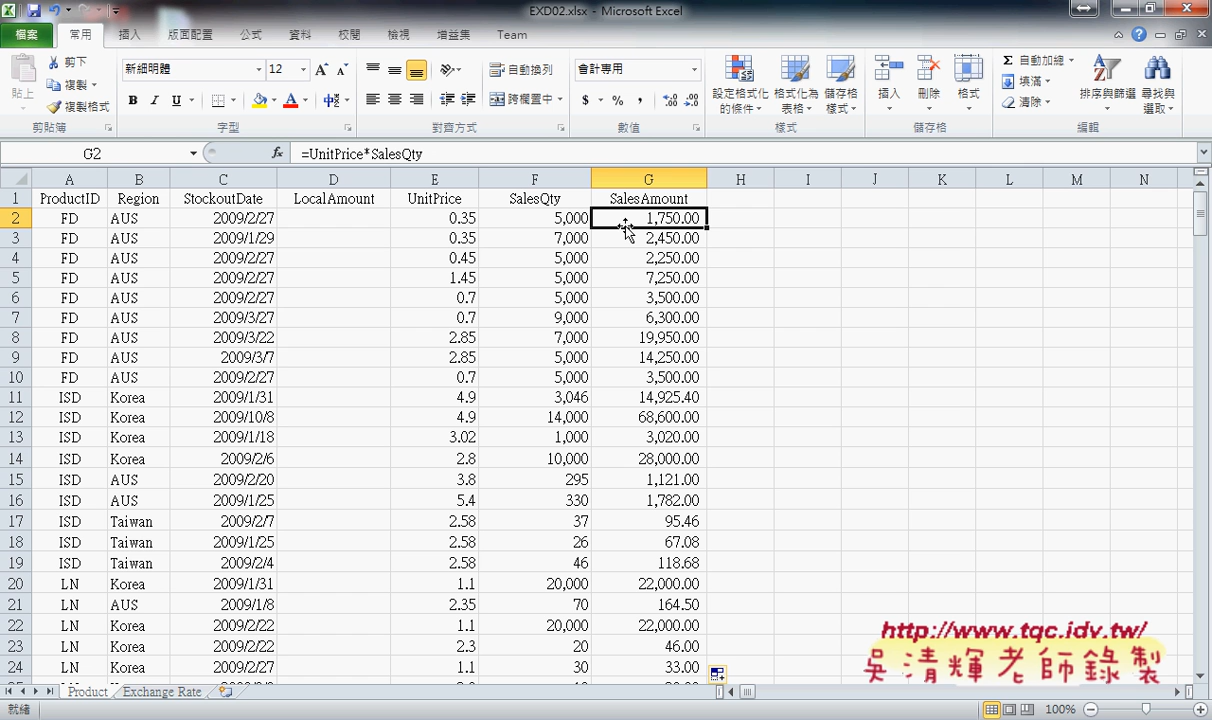 EXD02.xlsx - Microsoft Excel
檔案 常用 插入 版面配置 公式 資料 校閱 檢視 增益集 Team
貼上 剪下 複製 複製格式 剪貼簿
新細明體 12 B I U A 字型
自動換列 跨欄置中 對齊方式
會計專用 $ % , 數值
設定格式化的條件 格式化為表格 儲存格樣式 樣式
插入 刪除 格式 儲存格
Σ 自動加總 填滿 清除 排序與篩選 尋找與選取 編輯
G2 fx =UnitPrice*SalesQty
A B C D E F G H I J K L M N
1 ProductID Region StockoutDate LocalAmount UnitPrice SalesQty SalesAmount
2 FD AUS 2009/2/27 0.35 5,000 1,750.00
3 FD AUS 2009/1/29 0.35 7,000 2,450.00
4 FD AUS 2009/2/27 0.45 5,000 2,250.00
5 FD AUS 2009/2/27 1.45 5,000 7,250.00
6 FD AUS 2009/2/27 0.7 5,000 3,500.00
7 FD AUS 2009/3/27 0.7 9,000 6,300.00
8 FD AUS 2009/3/22 2.85 7,000 19,950.00
9 FD AUS 2009/3/7 2.85 5,000 14,250.00
10 FD AUS 2009/2/27 0.7 5,000 3,500.00
11 ISD Korea 2009/1/31 4.9 3,046 14,925.40
12 ISD Korea 2009/10/8 4.9 14,000 68,600.00
13 ISD Korea 2009/1/18 3.02 1,000 3,020.00
14 ISD Korea 2009/2/6 2.8 10,000 28,000.00
15 ISD AUS 2009/2/20 3.8 295 1,121.00
16 ISD AUS 2009/1/25 5.4 330 1,782.00
17 ISD Taiwan 2009/2/7 2.58 37 95.46
18 ISD Taiwan 2009/1/25 2.58 26 67.08
19 ISD Taiwan 2009/2/4 2.58 46 118.68
20 LN Korea 2009/1/31 1.1 20,000 22,000.00
21 LN AUS 2009/1/8 2.35 70 164.50
22 LN Korea 2009/2/22 1.1 20,000 22,000.00
23 LN Korea 2009/2/22 2.3 20 46.00
24 LN Korea 2009/2/27 1.1 30 33.00
http://www.tqc.idv.tw/
吳清輝老師錄製
Product Exchange Rate
就緒 100%